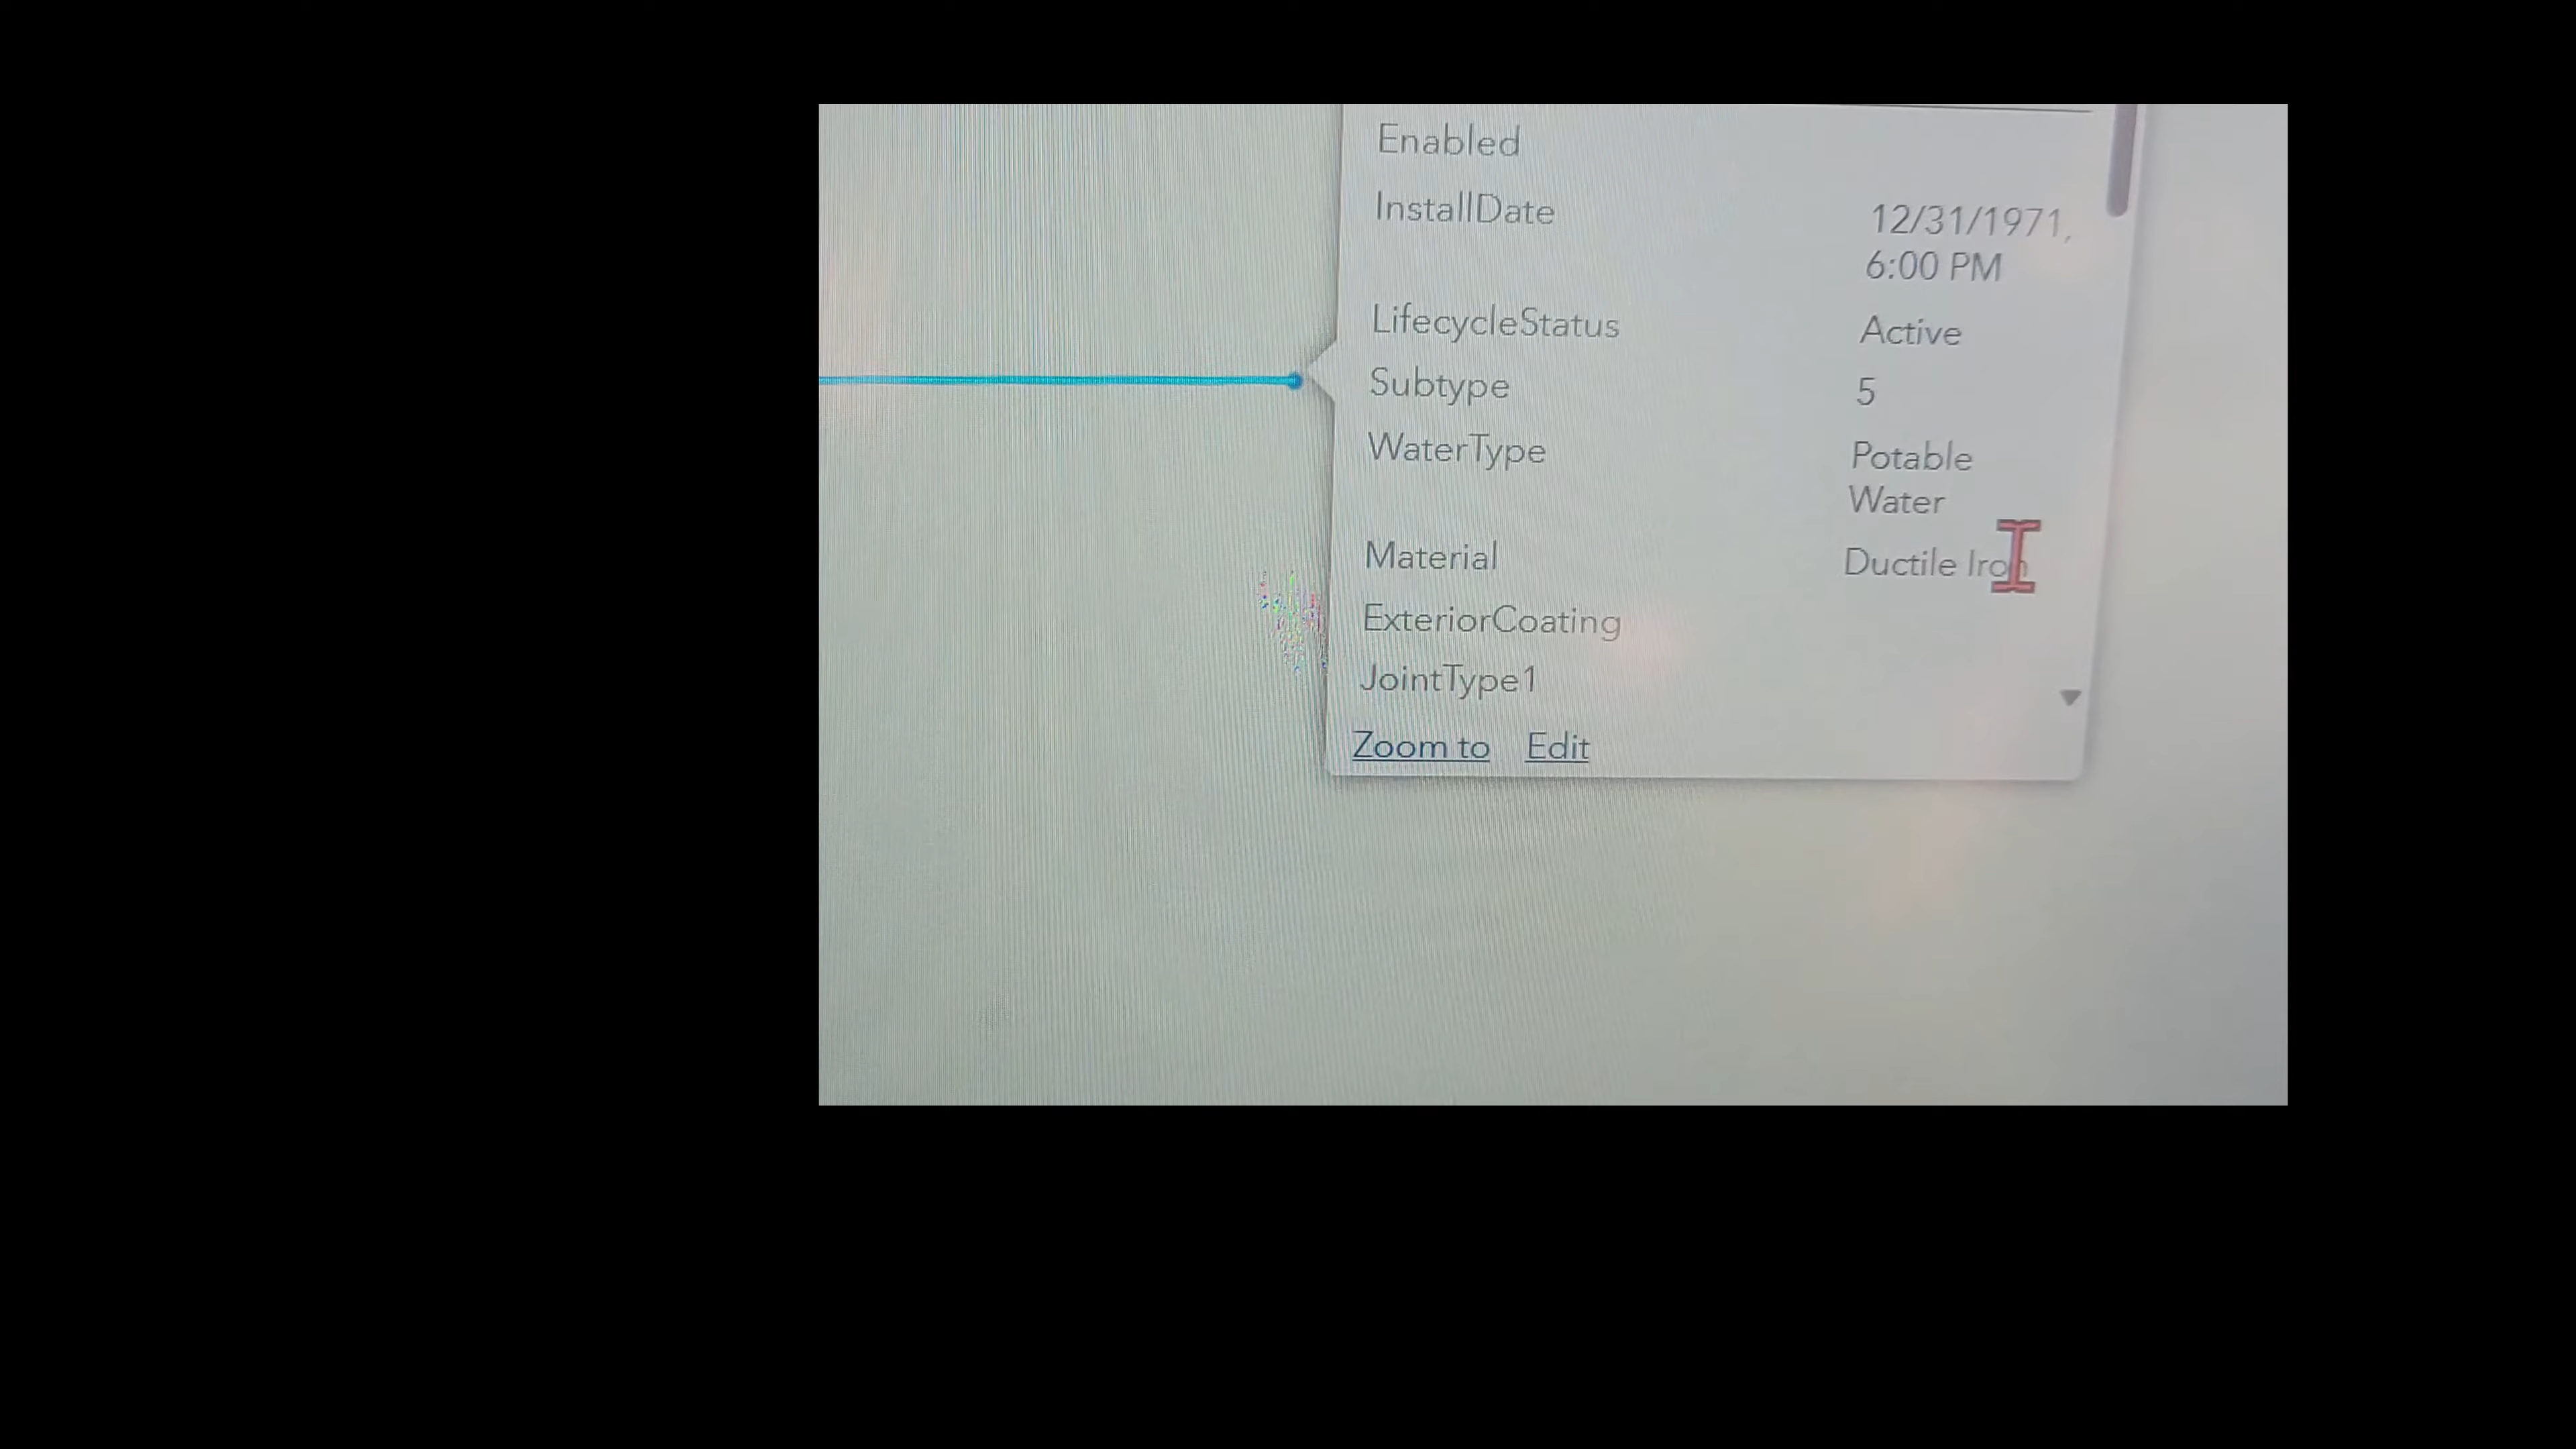 Enabled
InstallDate 12/31/1971,
6:00 PM
LifecycleStatus Active
Subtype 5
WaterType Potable
Water
Material Ductile Iron
ExteriorCoating
JointType1
Zoom to Edit